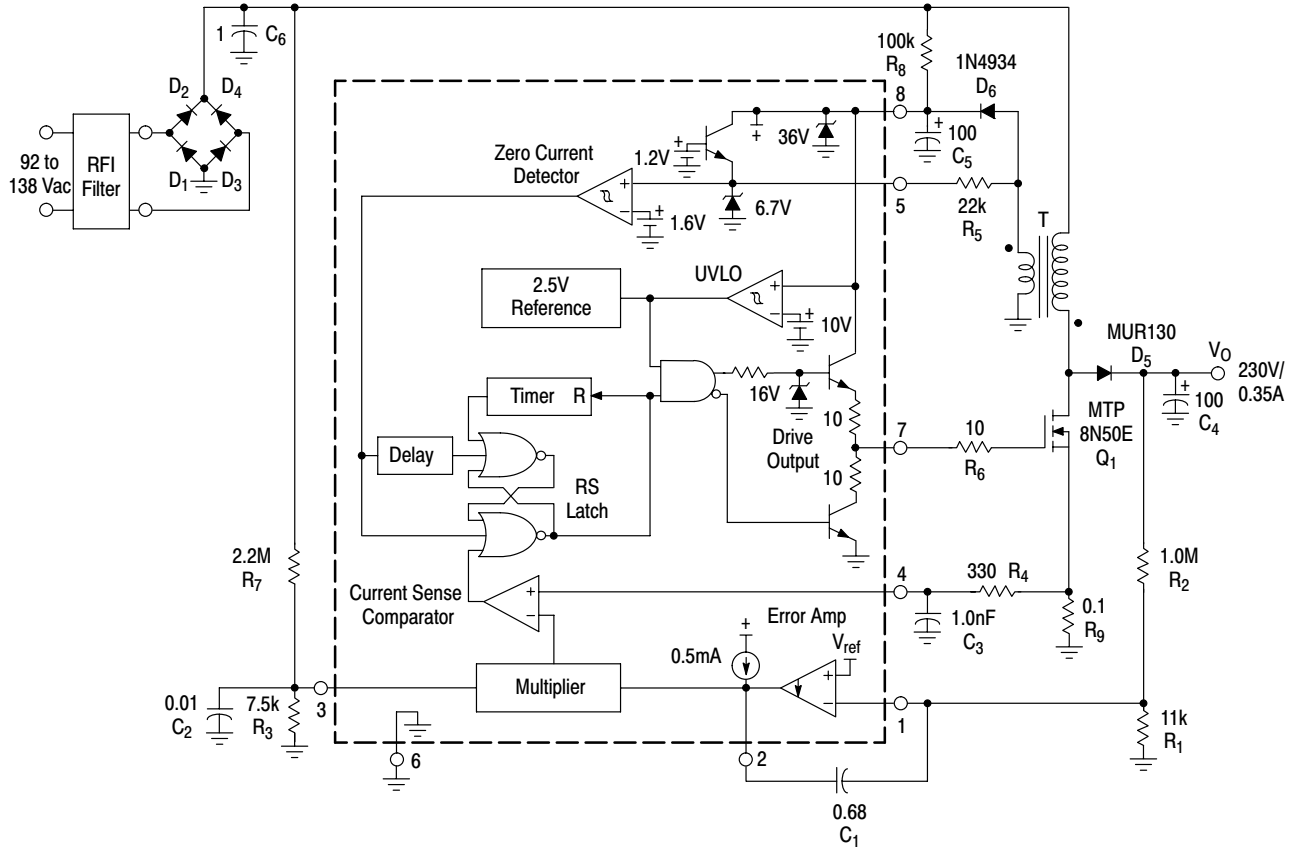 1
C6
D2
D4
D1
D3
92 to
138 Vac
RFI
Filter
100k
R8
1N4934
D6
8
100
C5
36V
1.2V
Zero Current
Detector
6.7V
1.6V
5
22k
R5
T
UVLO
2.5V
Reference
10V
16V
Timer
R
Delay
RS
Latch
10
Drive
Output
10
7
10
R6
MUR130
D5
VO
230V/
0.35A
100
C4
MTP
8N50E
Q1
2.2M
R7
Current Sense
Comparator
4
330
R4
1.0nF
C3
0.1
R9
1.0M
R2
Error Amp
Vref
0.5mA
Multiplier
0.01
C2
7.5k
R3
3
6
2
1
11k
R1
0.68
C1